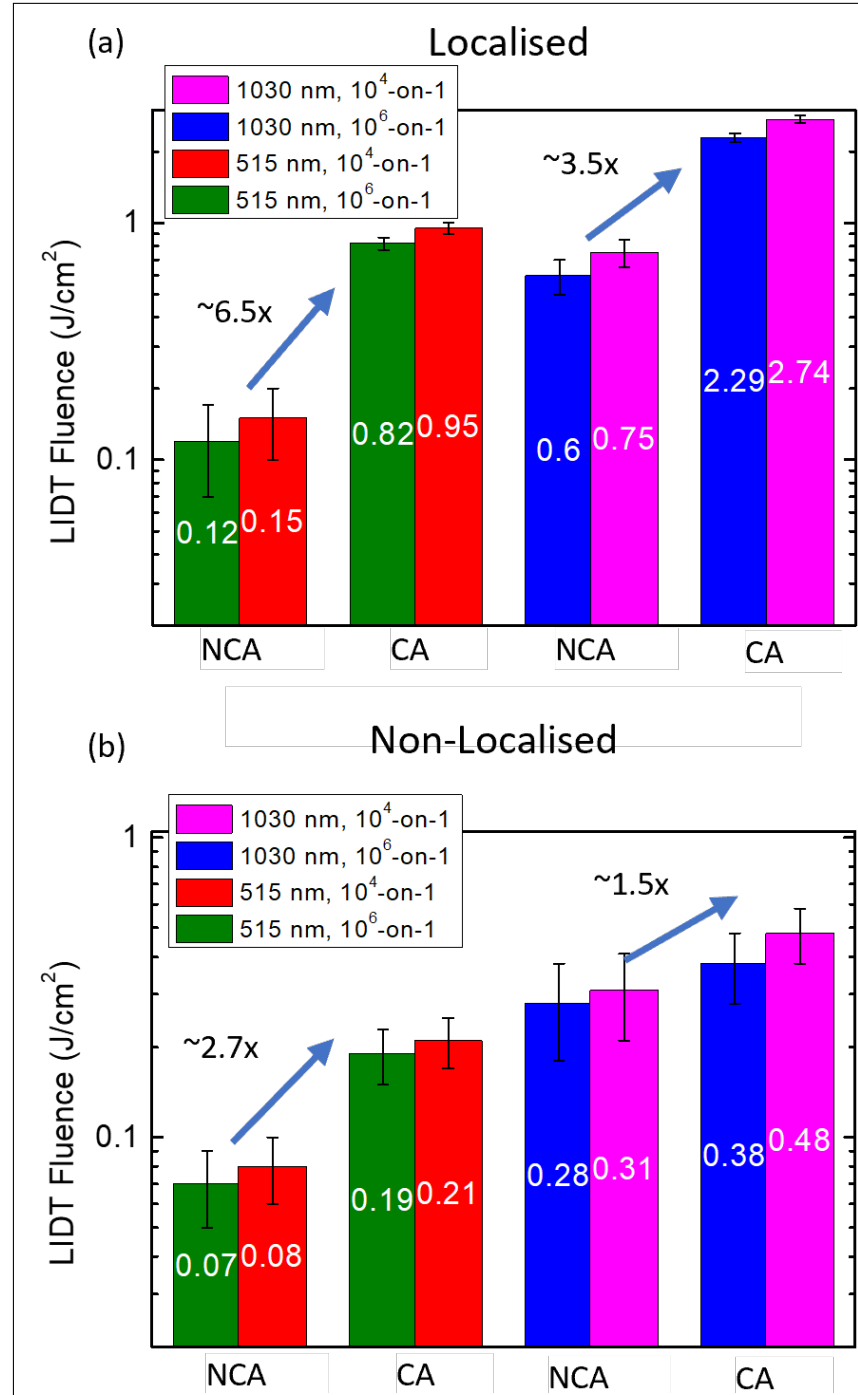 (a) Localised
1030 nm, 10⁴-on-1
1030 nm, 10⁶-on-1
515 nm, 10⁴-on-1
515 nm, 10⁶-on-1
~3.5x
~6.5x
1
0.1
LIDT Fluence (J/cm²)
0.12 0.15 0.82 0.95 0.6 0.75 2.29 2.74
NCA CA NCA CA
(b) Non-Localised
1030 nm, 10⁴-on-1
1030 nm, 10⁶-on-1
515 nm, 10⁴-on-1
515 nm, 10⁶-on-1
~1.5x
~2.7x
1
0.1
LIDT Fluence (J/cm²)
0.07 0.08 0.19 0.21 0.28 0.31 0.38 0.48
NCA CA NCA CA